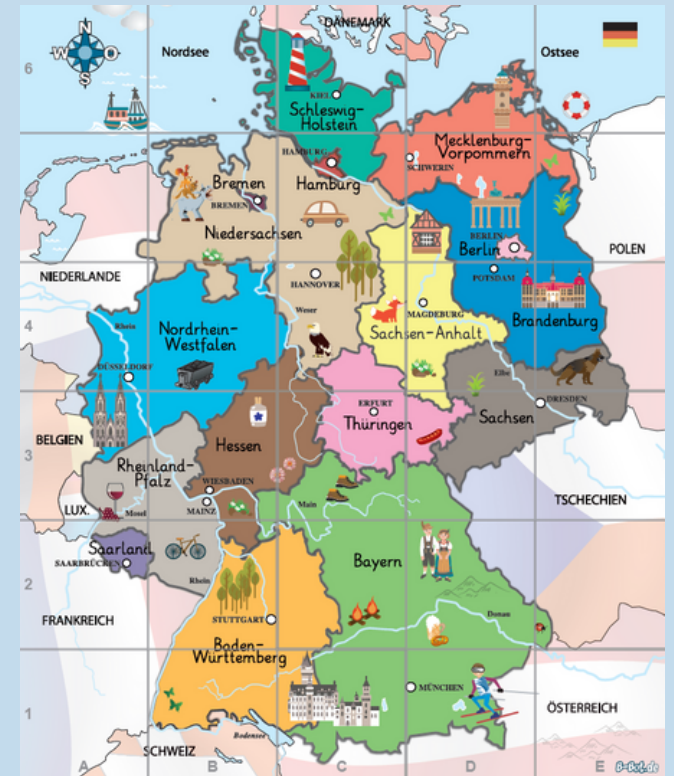 N
W
O
S
Nordsee
DÄNEMARK
Ostsee
6
KIEL
Schleswig-
Holstein
Mecklenburg-
Vorpommern
HAMBURG
SCHWERIN
Bremen
Hamburg
BREMEN
Niedersachsen
BERLIN
Berlin
POLEN
NIEDERLANDE
HANNOVER
POTSDAM
Weser
MAGDEBURG
Brandenburg
4
Rhein
Nordrhein-
Westfalen
Sachsen-Anhalt
DÜSSELDORF
Elbe
ERFURT
DRESDEN
Thüringen
Sachsen
BELGIEN
Hessen
3
Rheinland-
Pfalz
WIESBADEN
TSCHECHIEN
LUX.
Mosel
MAINZ
Main
Saarland
SAARBRÜCKEN
Bayern
2
Rhein
FRANKREICH
STUTTGART
Donau
Baden-
Württemberg
MÜNCHEN
1
ÖSTERREICH
Bodensee
SCHWEIZ
A
B
C
D
E